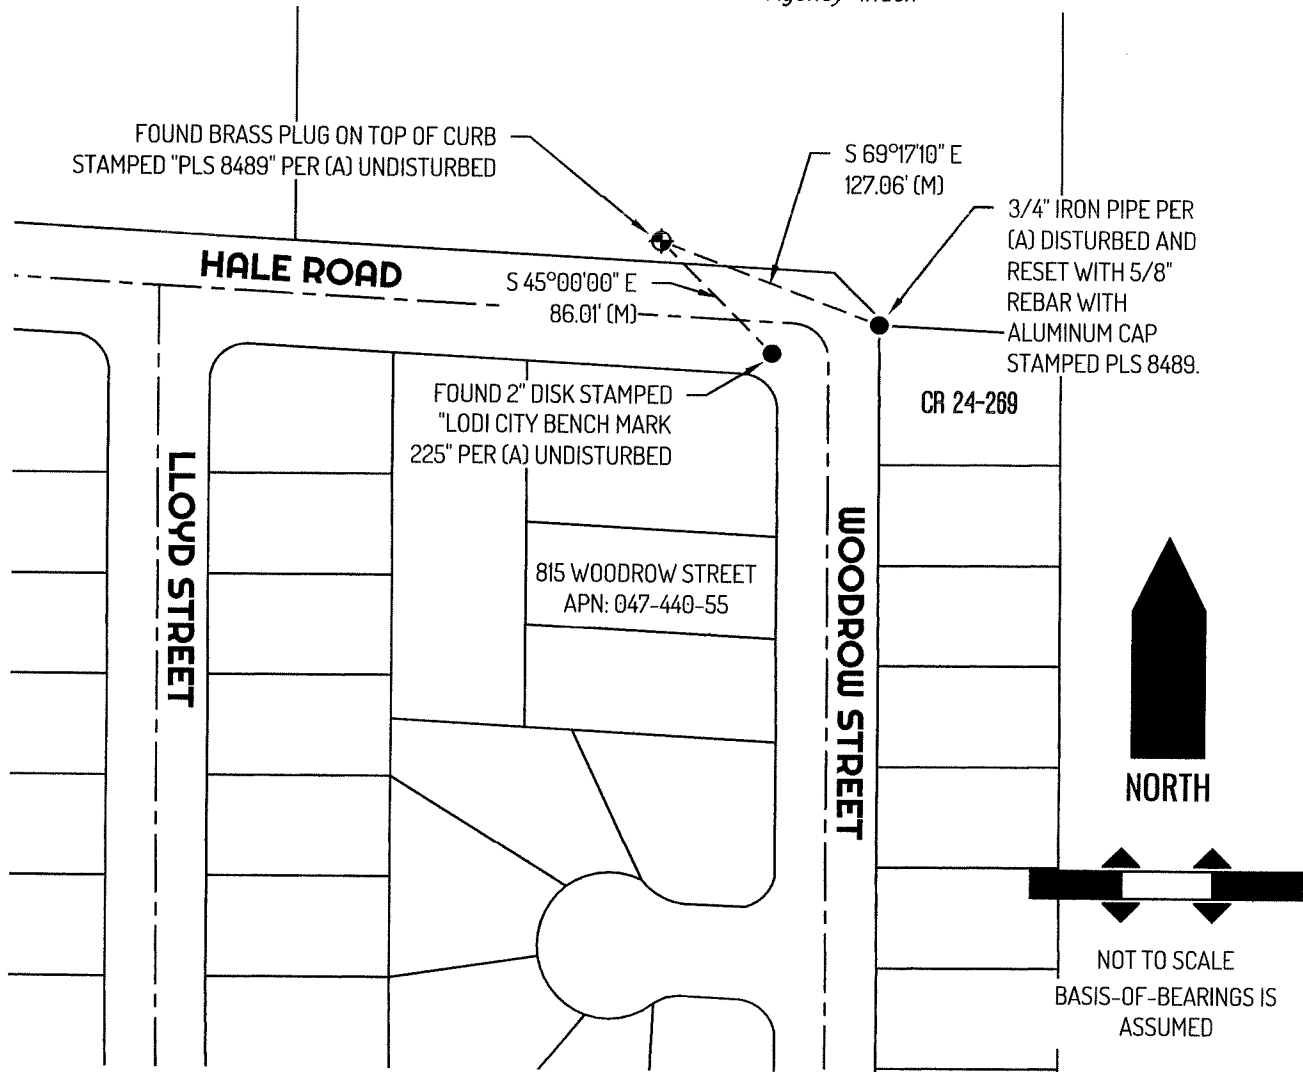 FOUND BRASS PLUG ON TOP OF CURB
STAMPED "PLS 8489" PER (A) UNDISTURBED
S 69°17'10" E
127.06' (M)
3/4" IRON PIPE PER
(A) DISTURBED AND
RESET WITH 5/8"
REBAR WITH
ALUMINUM CAP
STAMPED PLS 8489.
HALE ROAD
S 45°00'00" E
86.01' (M)
FOUND 2" DISK STAMPED
"LODI CITY BENCH MARK
225" PER (A) UNDISTURBED
CR 24-269
LLOYD STREET
815 WOODROW STREET
APN: 047-440-55
WOODROW STREET
NORTH
NOT TO SCALE
BASIS-OF-BEARINGS IS
ASSUMED